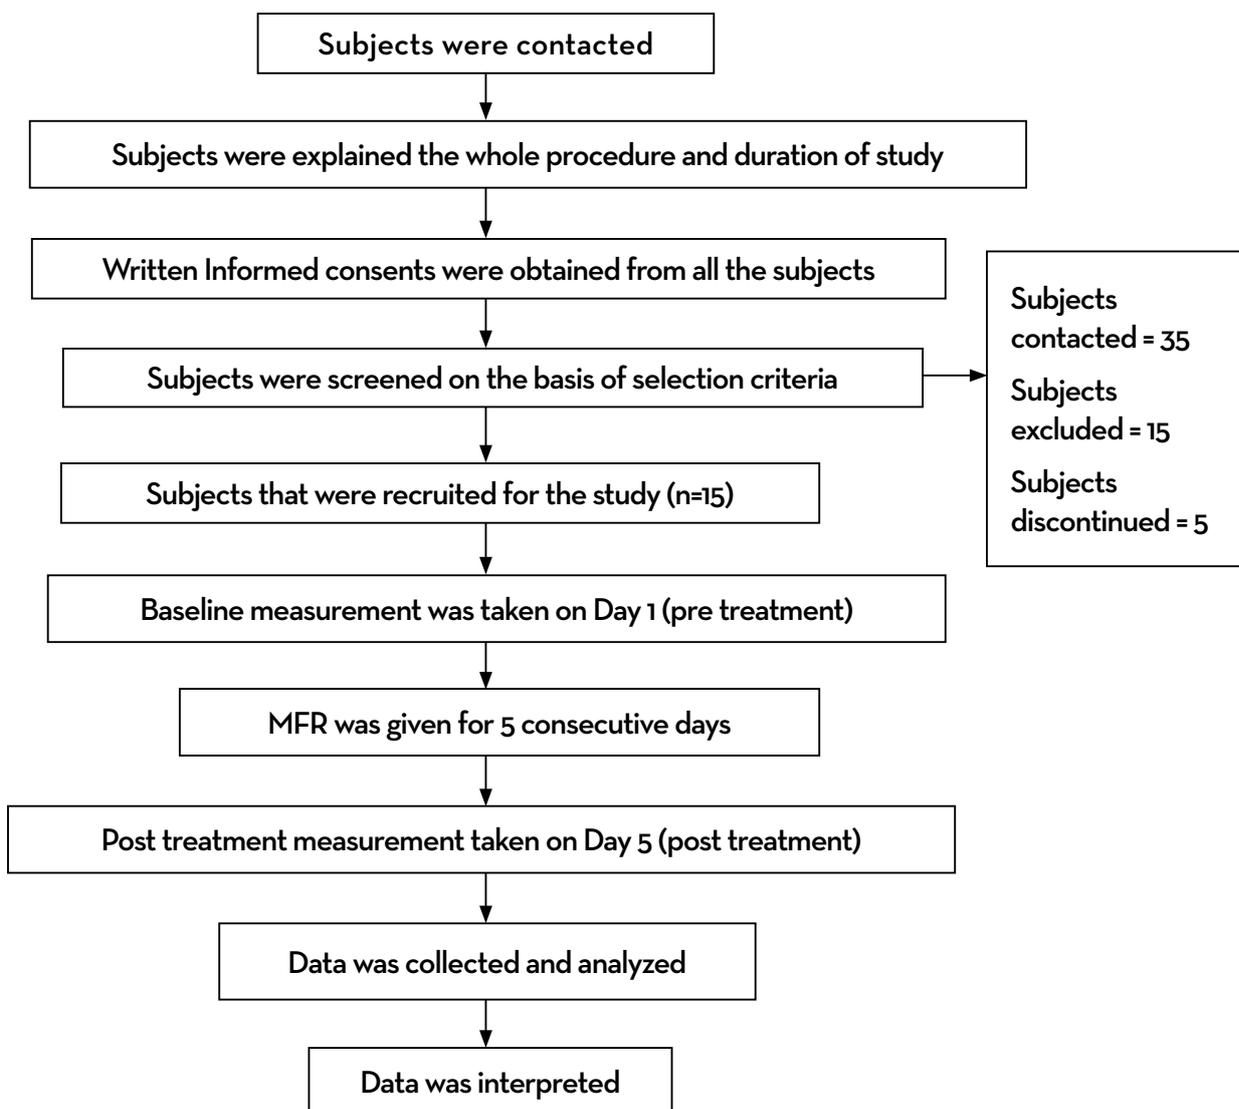 Subjects were contacted
Subjects were explained the whole procedure and duration of study
Written Informed consents were obtained from all the subjects
Subjects were screened on the basis of selection criteria
Subjects
contacted = 35
Subjects
excluded = 15
Subjects
discontinued = 5
Subjects that were recruited for the study (n=15)
Baseline measurement was taken on Day 1 (pre treatment)
MFR was given for 5 consecutive days
Post treatment measurement taken on Day 5 (post treatment)
Data was collected and analyzed
Data was interpreted